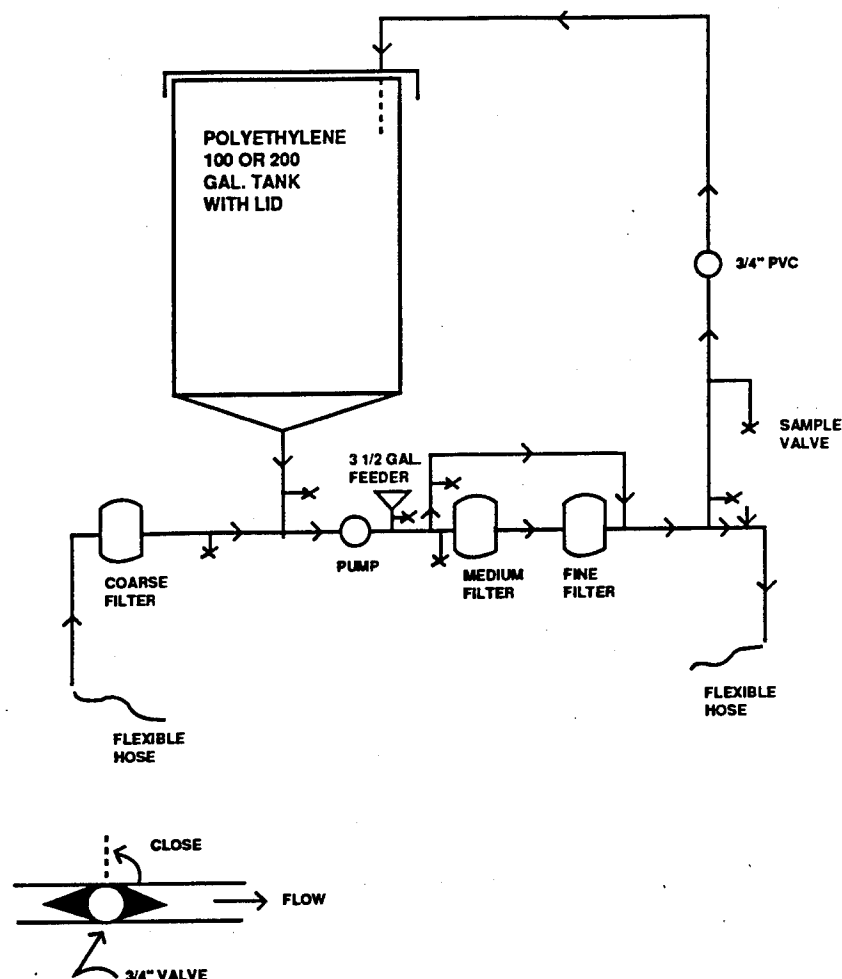 POLYETHYLENE
100 OR 200
GAL. TANK
WITH LID
3/4" PVC
SAMPLE
VALVE
3 1/2 GAL.
FEEDER
COARSE
FILTER
PUMP
MEDIUM
FILTER
FINE
FILTER
FLEXIBLE
HOSE
FLEXIBLE
HOSE
CLOSE
FLOW
3/4" VALVE